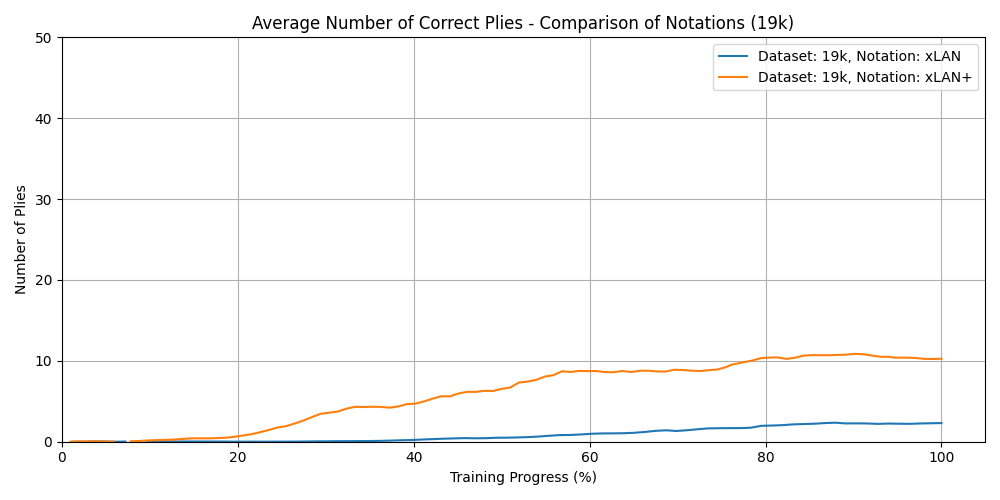 Average Number of Correct Plies - Comparison of Notations (19k)
Dataset: 19k, Notation: xLAN
Dataset: 19k, Notation: xLAN+
Number of Plies
50
40
30
20
10
0
0 20 40 60 80 100
Training Progress (%)